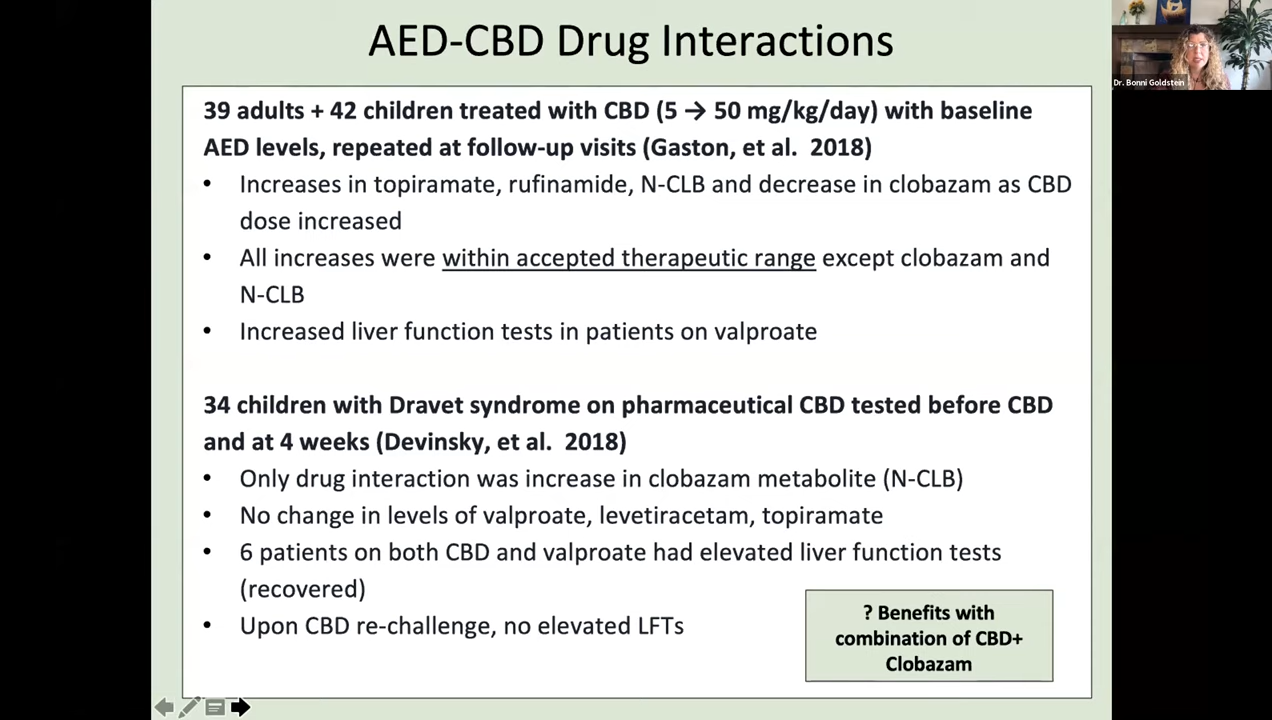 AED-CBD Drug Interactions
Dr. Bonni Goldstein
39 adults + 42 children treated with CBD (5 → 50 mg/kg/day) with baseline
AED levels, repeated at follow-up visits (Gaston, et al.  2018)
• Increases in topiramate, rufinamide, N-CLB and decrease in clobazam as CBD
dose increased
• All increases were within accepted therapeutic range except clobazam and
N-CLB
• Increased liver function tests in patients on valproate
34 children with Dravet syndrome on pharmaceutical CBD tested before CBD
and at 4 weeks (Devinsky, et al.  2018)
• Only drug interaction was increase in clobazam metabolite (N-CLB)
• No change in levels of valproate, levetiracetam, topiramate
• 6 patients on both CBD and valproate had elevated liver function tests
(recovered)
• Upon CBD re-challenge, no elevated LFTs
? Benefits with
combination of CBD+
Clobazam